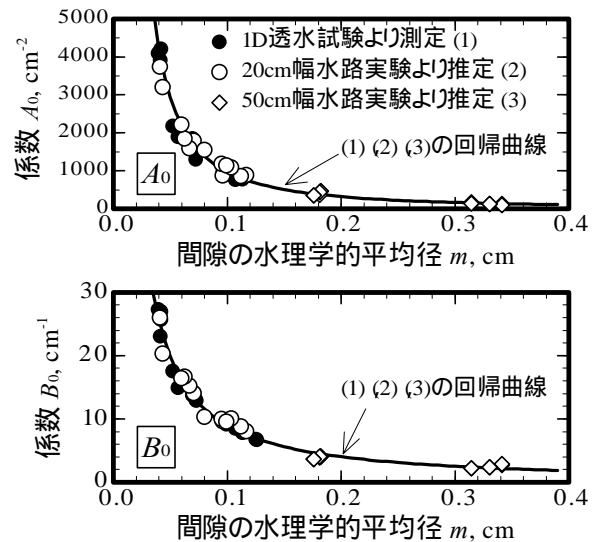 5000
4000
3000
2000
1000
0
係数 A0, cm-2
1D透水試験より測定 (1)
20cm幅水路実験より推定 (2)
50cm幅水路実験より推定 (3)
(1) (2) (3)の回帰曲線
A0
0.0 0.1 0.2 0.3 0.4
間隙の水理学的平均径 m, cm
30
20
10
0
係数 B0, cm-1
(1) (2) (3)の回帰曲線
B0
0.0 0.1 0.2 0.3 0.4
間隙の水理学的平均径 m, cm